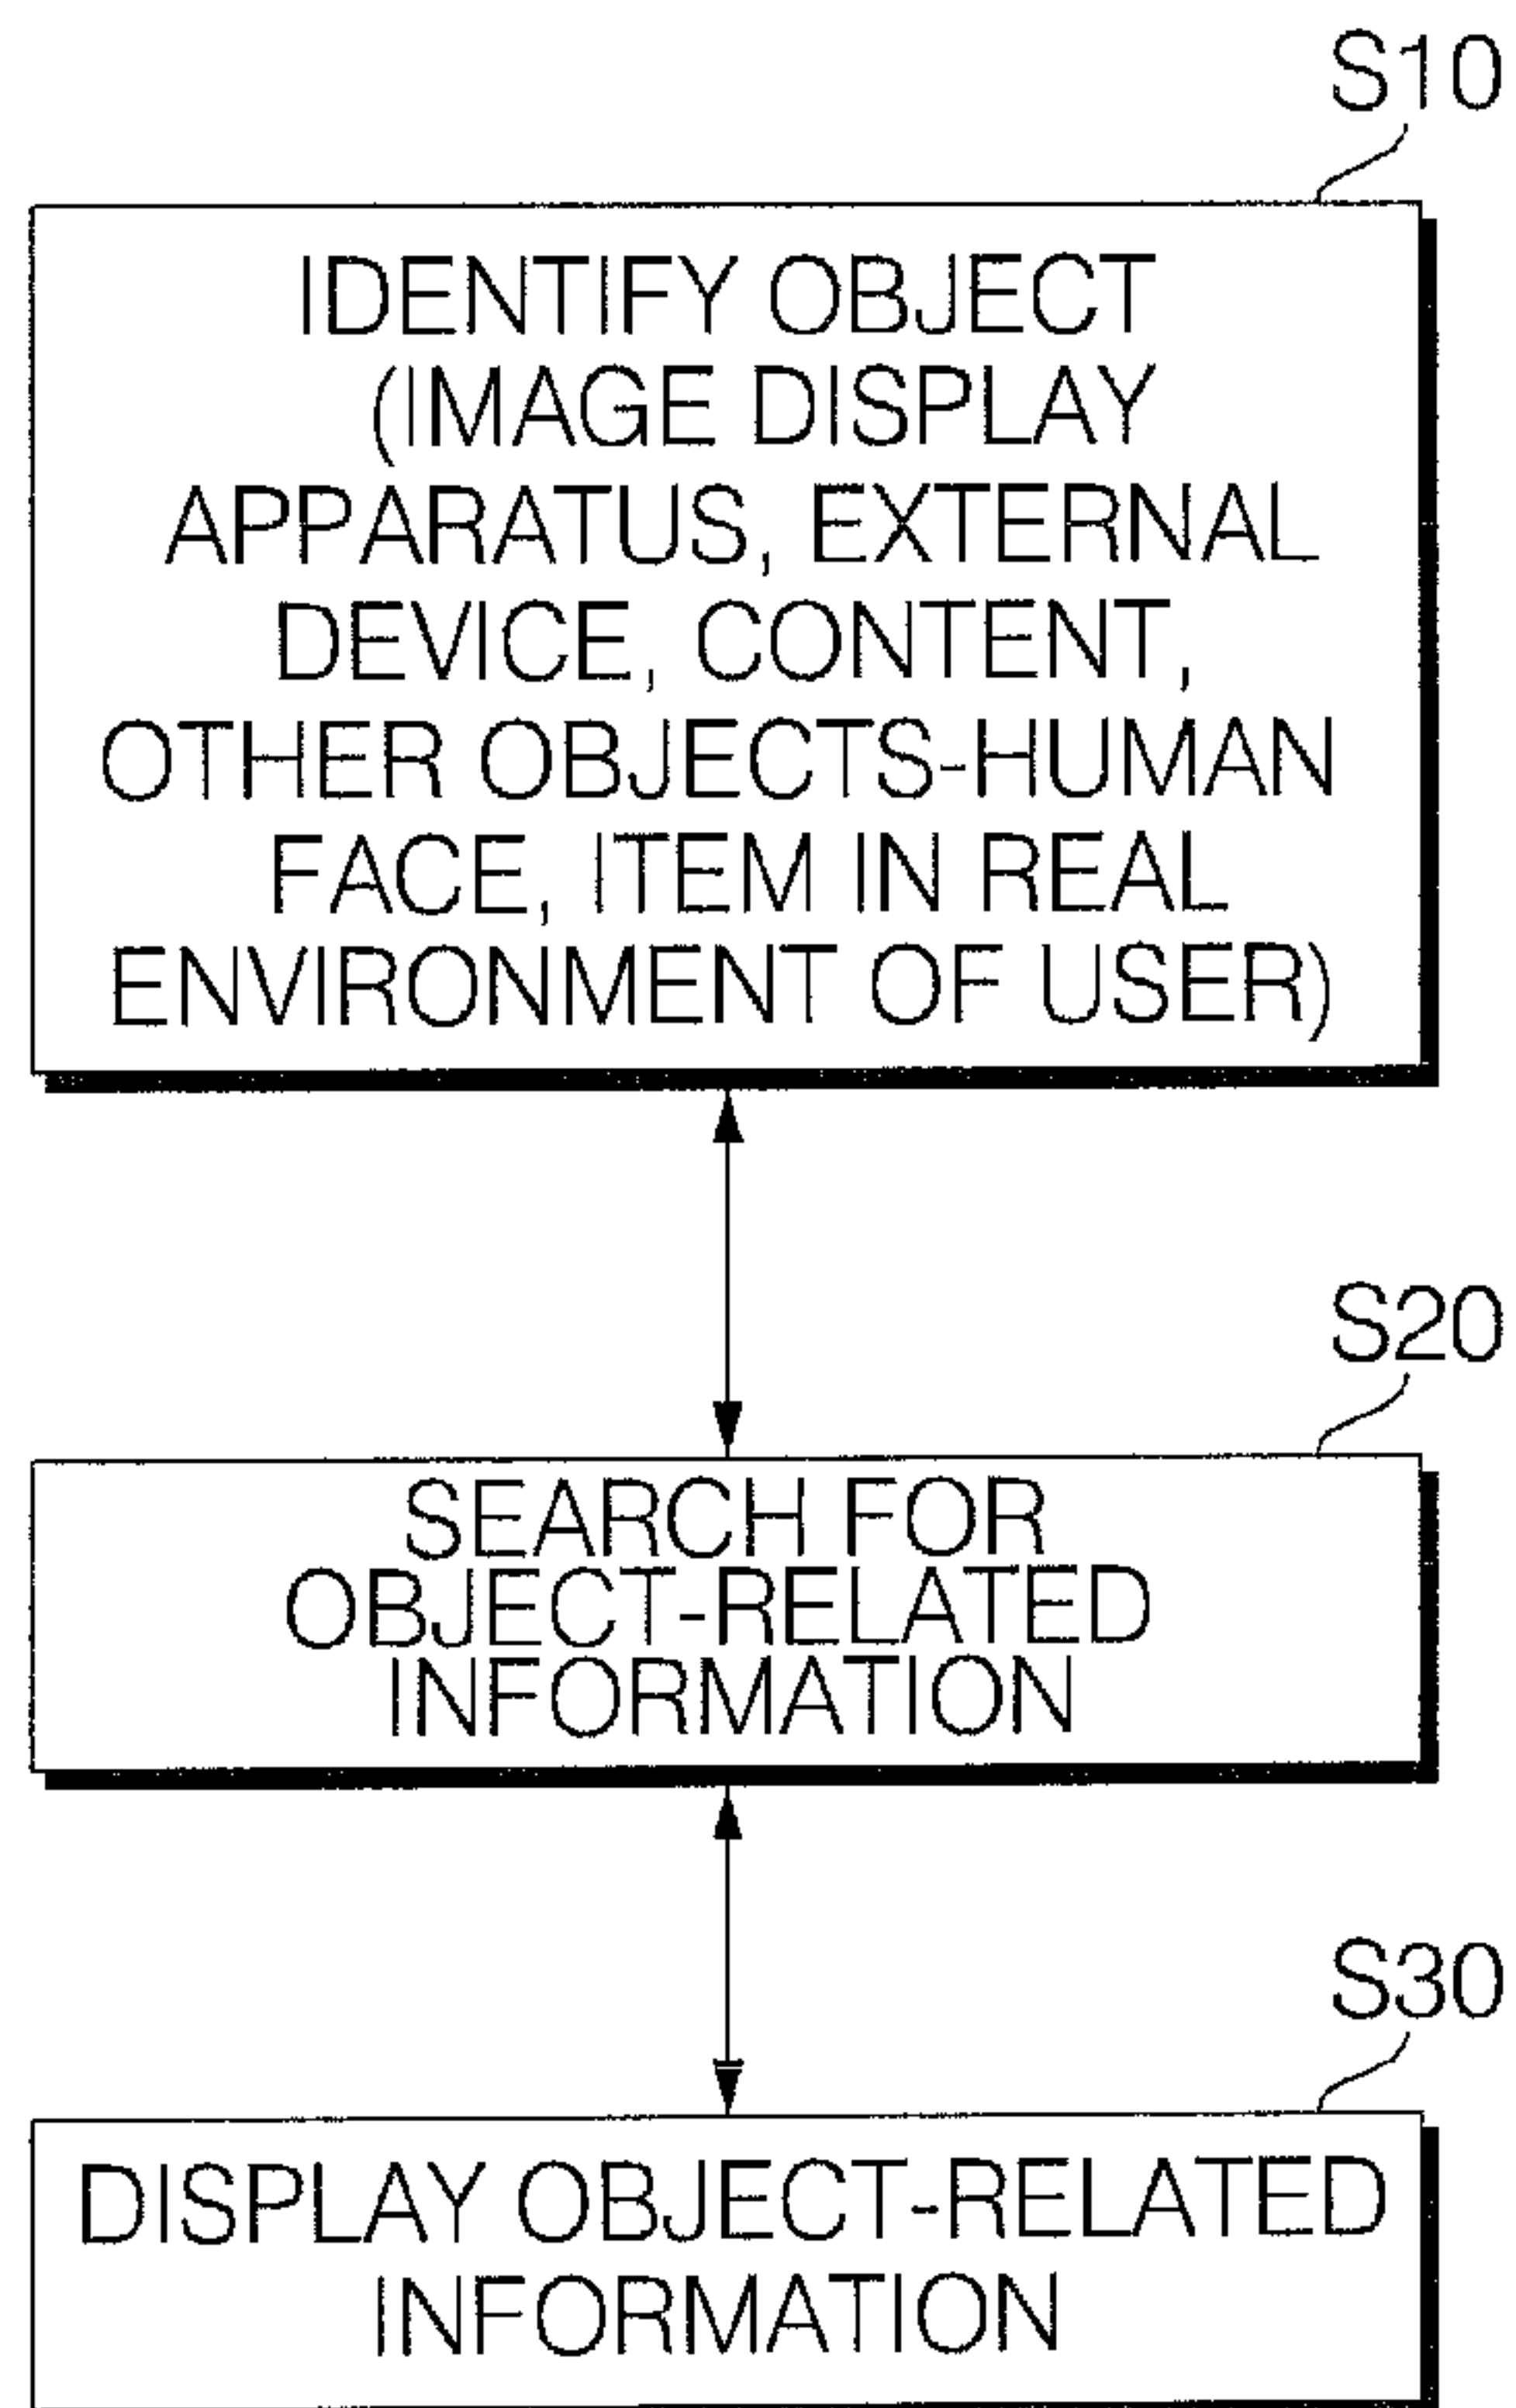 S10
IDENTIFY OBJECT
(IMAGE DISPLAY
APPARATUS, EXTERNAL
DEVICE, CONTENT,
OTHER OBJECTS-HUMAN
FACE, ITEM IN REAL
ENVIRONMENT OF USER)
S20
SEARCH FOR
OBJECT-RELATED
INFORMATION
S30
DISPLAY OBJECT-RELATED
INFORMATION